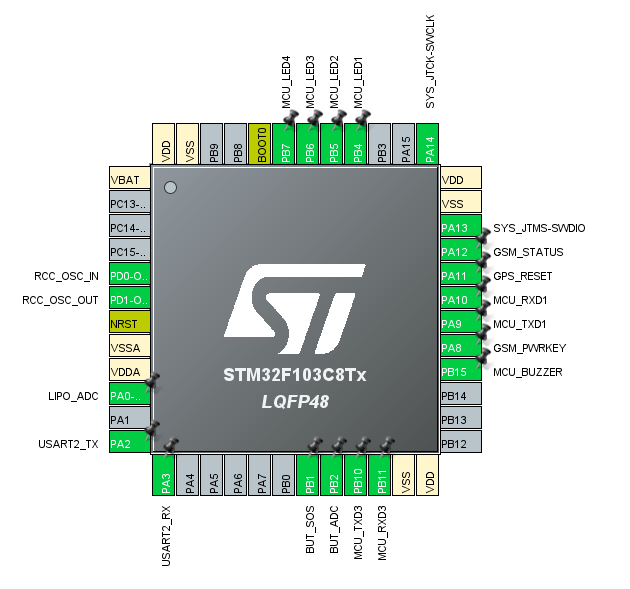 MCU_LED4
MCU_LED3
MCU_LED2
MCU_LED1
SYS_JTCK-SWCLK
VDD
VSS
PB9
PB8
BOOT0
PB7
PB6
PB5
PB4
PB3
PA15
PA14
VBAT
PC13-..
PC14-..
PC15-..
RCC_OSC_IN PD0-O..
RCC_OSC_OUT PD1-O..
NRST
VSSA
VDDA
LIPO_ADC PA0-..
PA1
USART2_TX PA2
STM32F103C8Tx
LQFP48
VDD
VSS
PA13 SYS_JTMS-SWDIO
PA12 GSM_STATUS
PA11 GPS_RESET
PA10 MCU_RXD1
PA9 MCU_TXD1
PA8 GSM_PWRKEY
PB15 MCU_BUZZER
PB14
PB13
PB12
PA3
PA4
PA5
PA6
PA7
PB0
PB1
PB2
PB10
PB11
VSS
VDD
USART2_RX
BUT_SOS
BUT_ADC
MCU_TXD3
MCU_RXD3